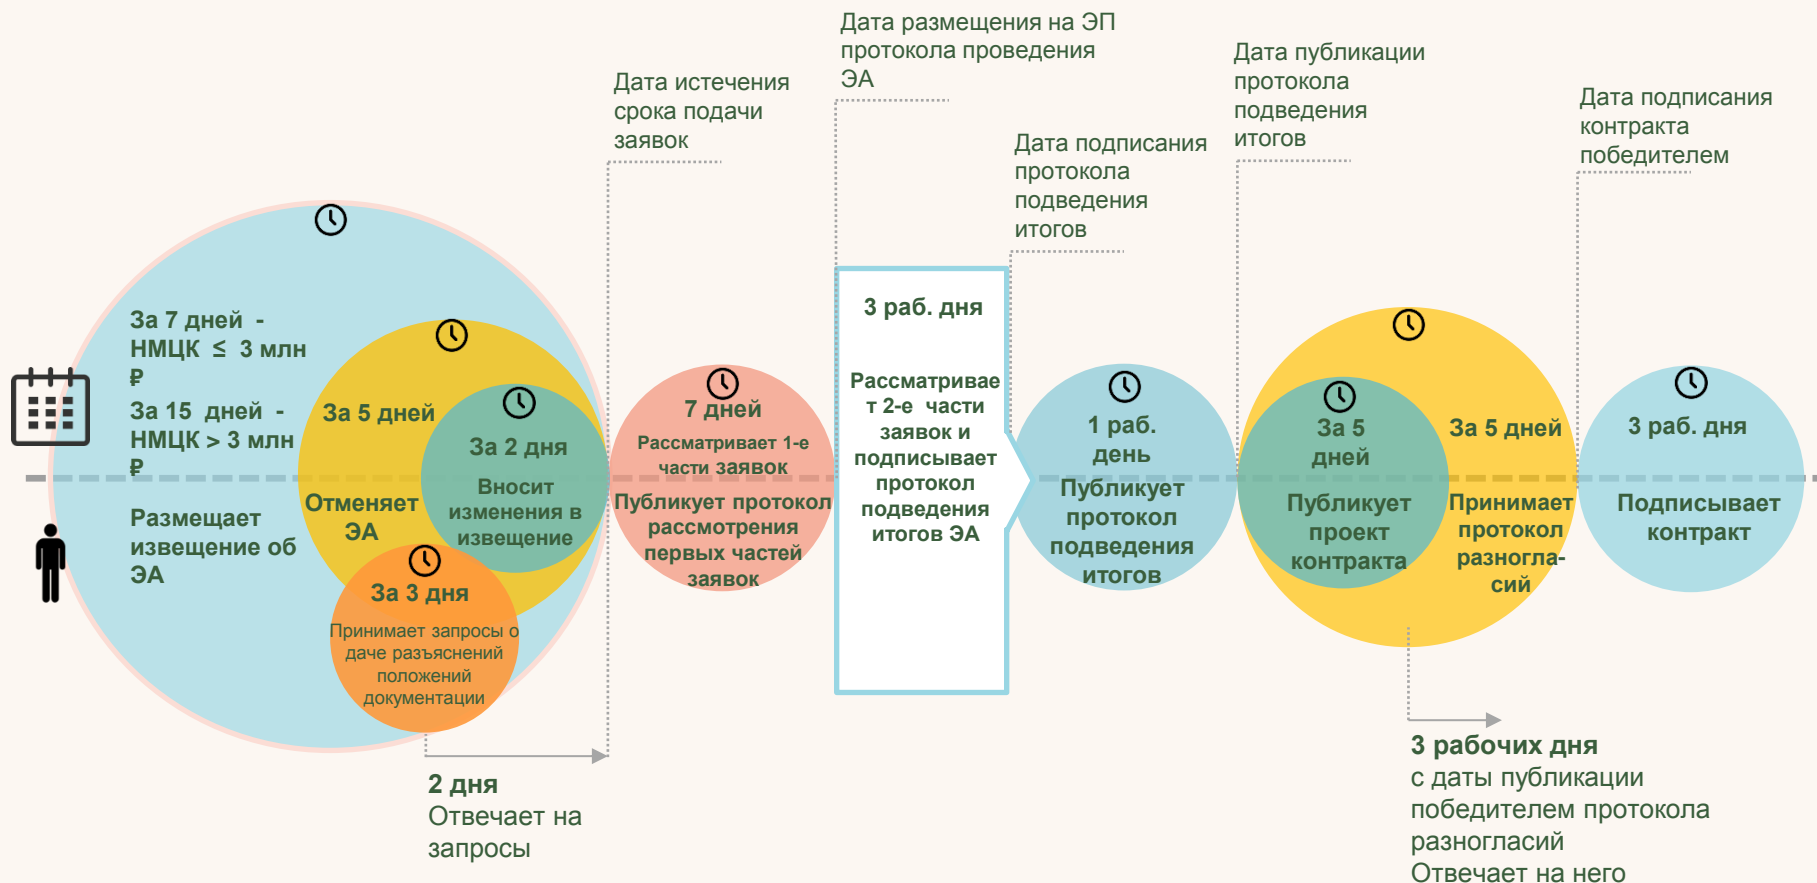 Дата размещения на ЭП
протокола проведения
ЭА
Дата публикации
протокола
подведения
итогов
Дата истечения
срока подачи
заявок
Дата подписания
контракта
победителем
Дата подписания
протокола
подведения
итогов
За 7 дней -
НМЦК ≤ 3 млн
₽
За 15 дней -
НМЦК > 3 млн
₽
Размещает
извещение об
ЭА
За 5 дней
Отменяет
ЭА
За 2 дня
Вносит
изменения в
извещение
За 3 дня
Принимает запросы о
даче разъяснений
положений
документации
2 дня
Отвечает на
запросы
7 дней
Рассматривает 1-е
части заявок
Публикует протокол
рассмотрения
первых частей
заявок
3 раб. дня
Рассматривае
т 2-е части
заявок и
подписывает
протокол
подведения
итогов ЭА
1 раб.
день
Публикует
протокол
подведения
итогов
За 5
дней
Публикует
проект
контракта
За 5 дней
Принимает
протокол
разногла-
сий
3 раб. дня
Подписывает
контракт
3 рабочих дня
с даты публикации
победителем протокола
разногласий
Отвечает на него